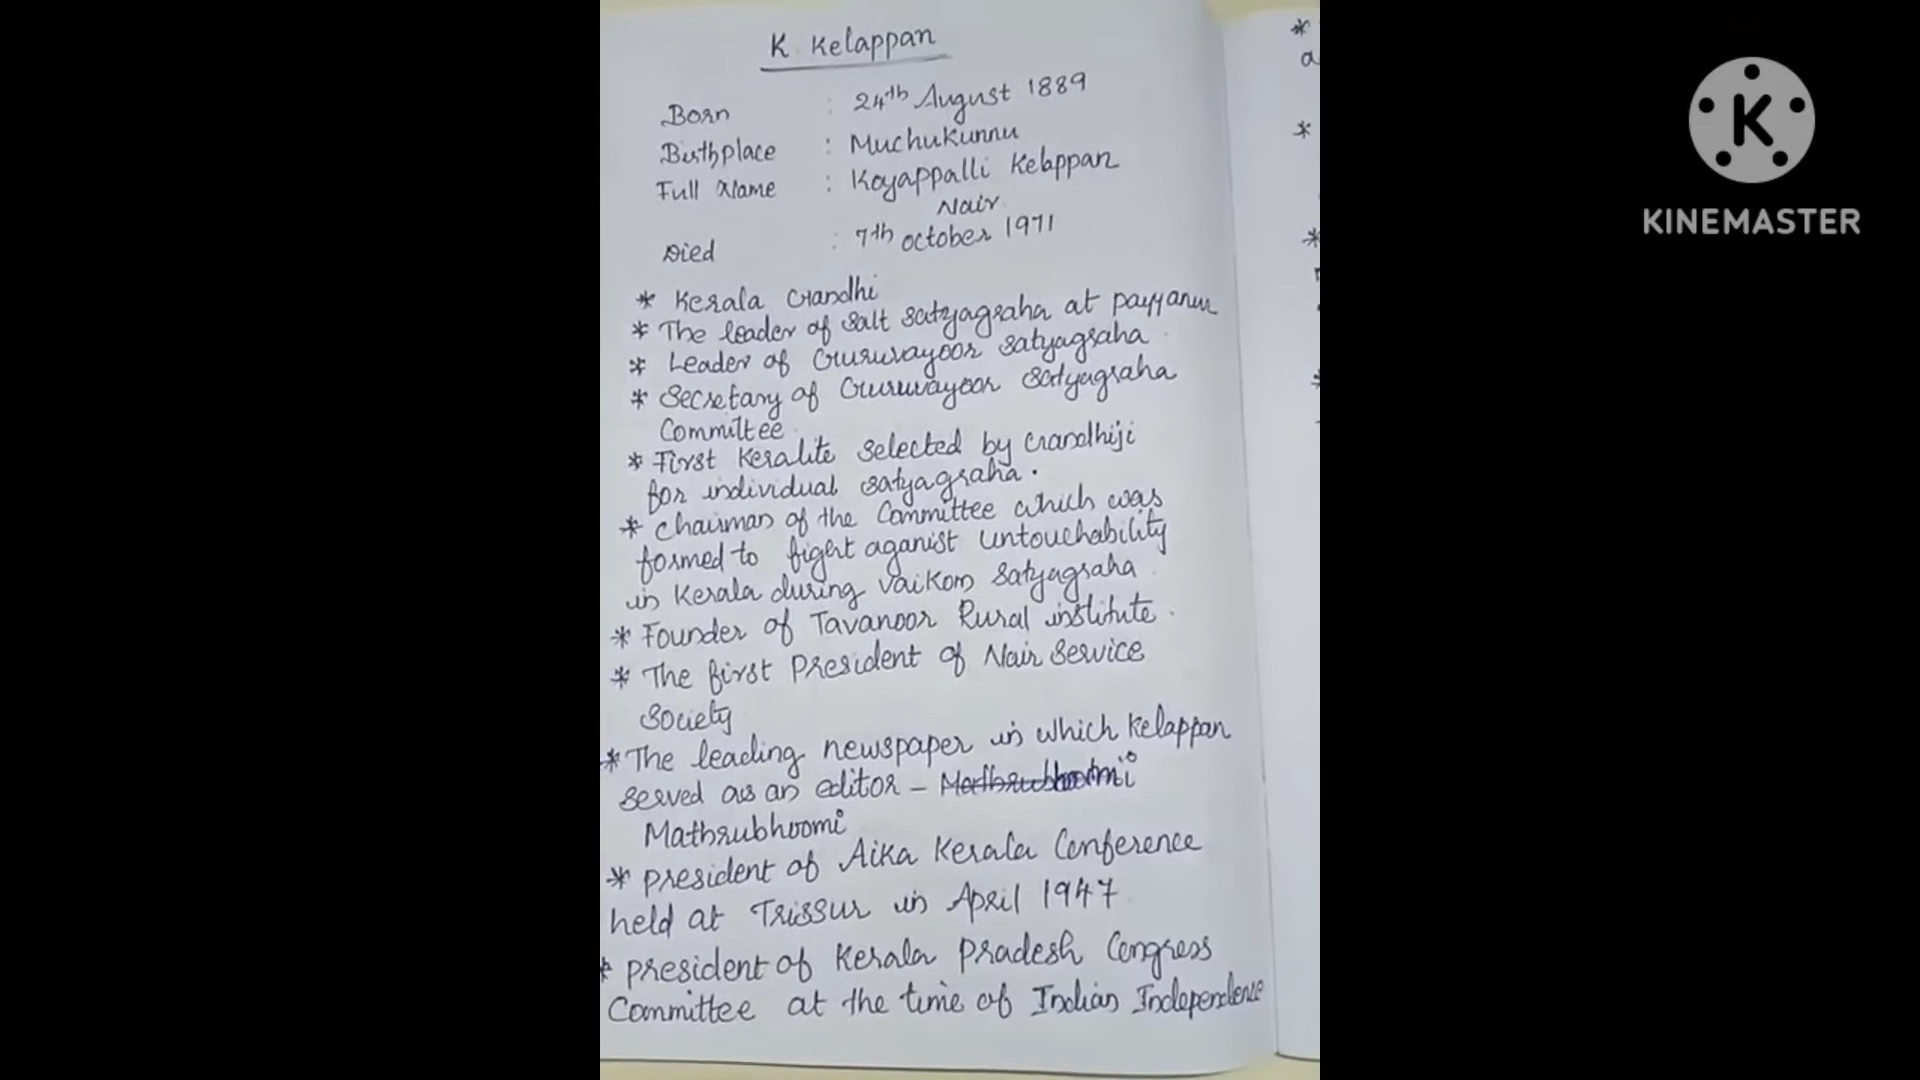 K Kelappan
Born : 24th August 1889
Birthplace : Muchukunnu
Full Name : Koyappalli Kelappan
Nair
Died : 7th october 1971
* Kerala Gandhi
* The leader of salt satyagraha at payyanur
* Leader of Guruvayoor satyagraha
* Secretary of Guruvayoor satyagraha
Committee
* First Keralite selected by Gandhiji
for individual satyagraha.
* chairman of the Committee which was
formed to fight aganist untouchability
in Kerala during Vaikom satyagraha
* Founder of Tavanoor Rural institute.
* The first President of Nair Service
Society
* The leading newspaper in which Kelappan
served as an editor - Mathrubhoomi
Mathrubhoomi
* president of Aika Kerala Conference
held at Trissur in April 1947
* president of Kerala Pradesh Congress
Committee at the time of Indian Independence
*
a
*
*
*
K
KINEMASTER